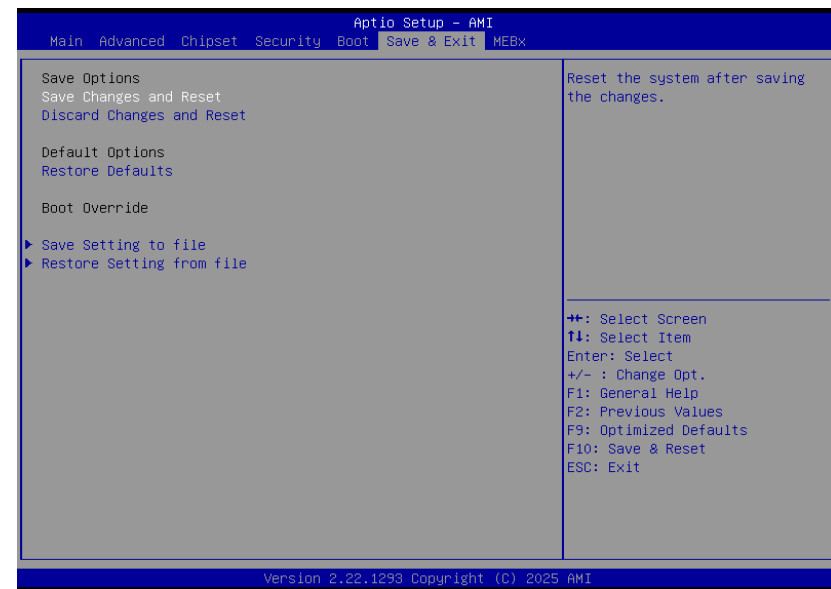 Aptio Setup – AMI
Main Advanced Chipset Security Boot Save & Exit MEBx
Save Options
Save Changes and Reset
Discard Changes and Reset
Default Options
Restore Defaults
Boot Override
▶ Save Setting to file
▶ Restore Setting from file
Reset the system after saving
the changes.
→←: Select Screen
↑↓: Select Item
Enter: Select
+/– : Change Opt.
F1: General Help
F2: Previous Values
F9: Optimized Defaults
F10: Save & Reset
ESC: Exit
Version 2.22.1293 Copyright (C) 2025 AMI